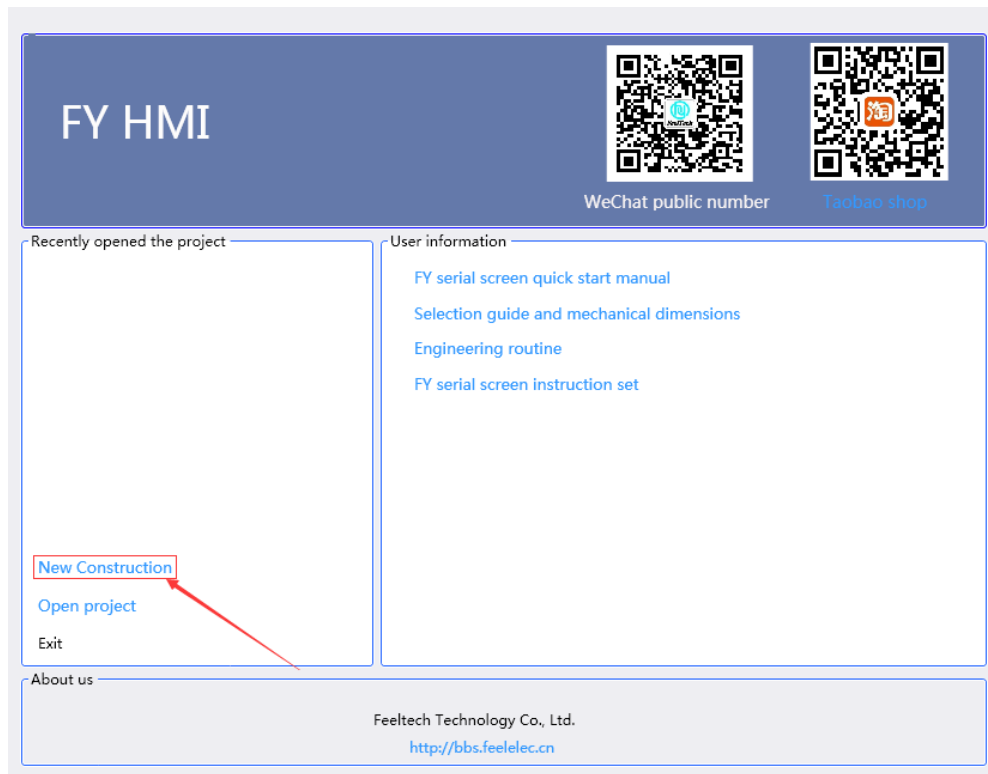 FY HMI
FeelTech
淘
WeChat public number
Taobao shop
Recently opened the project
User information
FY serial screen quick start manual
Selection guide and mechanical dimensions
Engineering routine
FY serial screen instruction set
New Construction
Open project
Exit
About us
Feeltech Technology Co., Ltd.
http://bbs.feelelec.cn